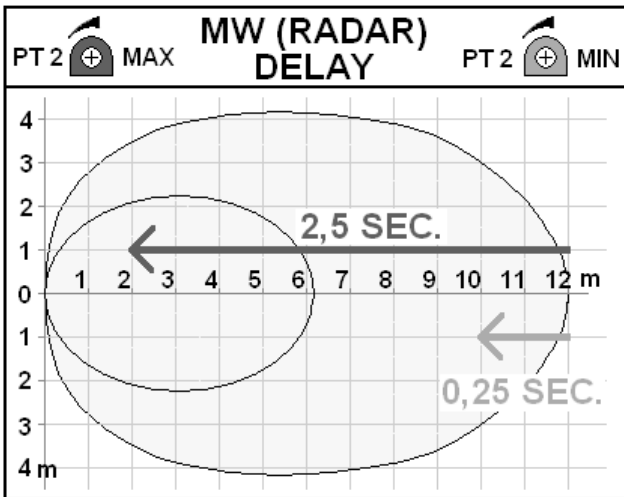 MW (RADAR)
DELAY
PT 2 MAX
PT 2 MIN
4
3
2
1
0
1
2
3
4 m
2,5 SEC.
1 2 3 4 5 6 7 8 9 10 11 12 m
0,25 SEC.